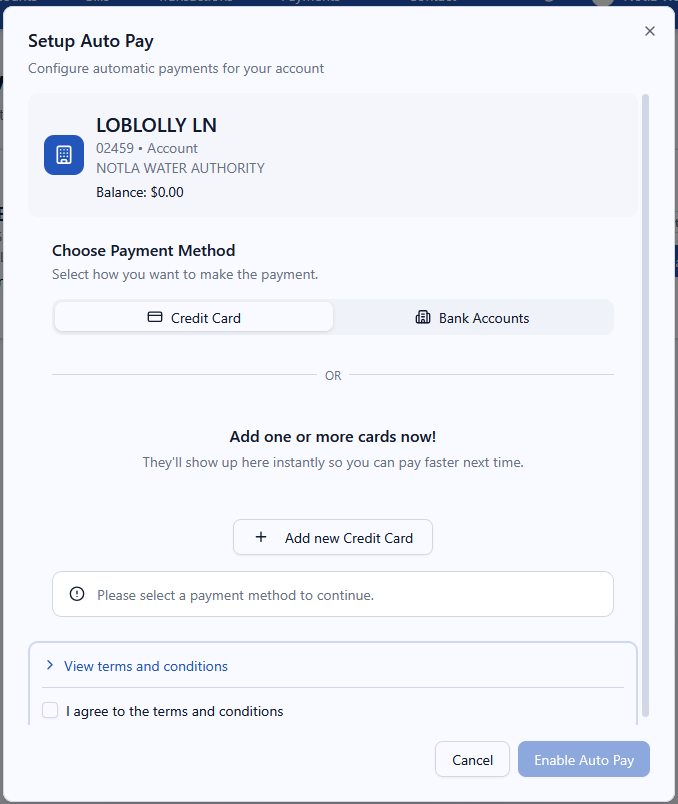 Setup Auto Pay
Configure automatic payments for your account
LOBLOLLY LN
02459 • Account
NOTLA WATER AUTHORITY
Balance: $0.00
Choose Payment Method
Select how you want to make the payment.
Credit Card
Bank Accounts
OR
Add one or more cards now!
They'll show up here instantly so you can pay faster next time.
+ Add new Credit Card
Please select a payment method to continue.
View terms and conditions
I agree to the terms and conditions
Cancel
Enable Auto Pay